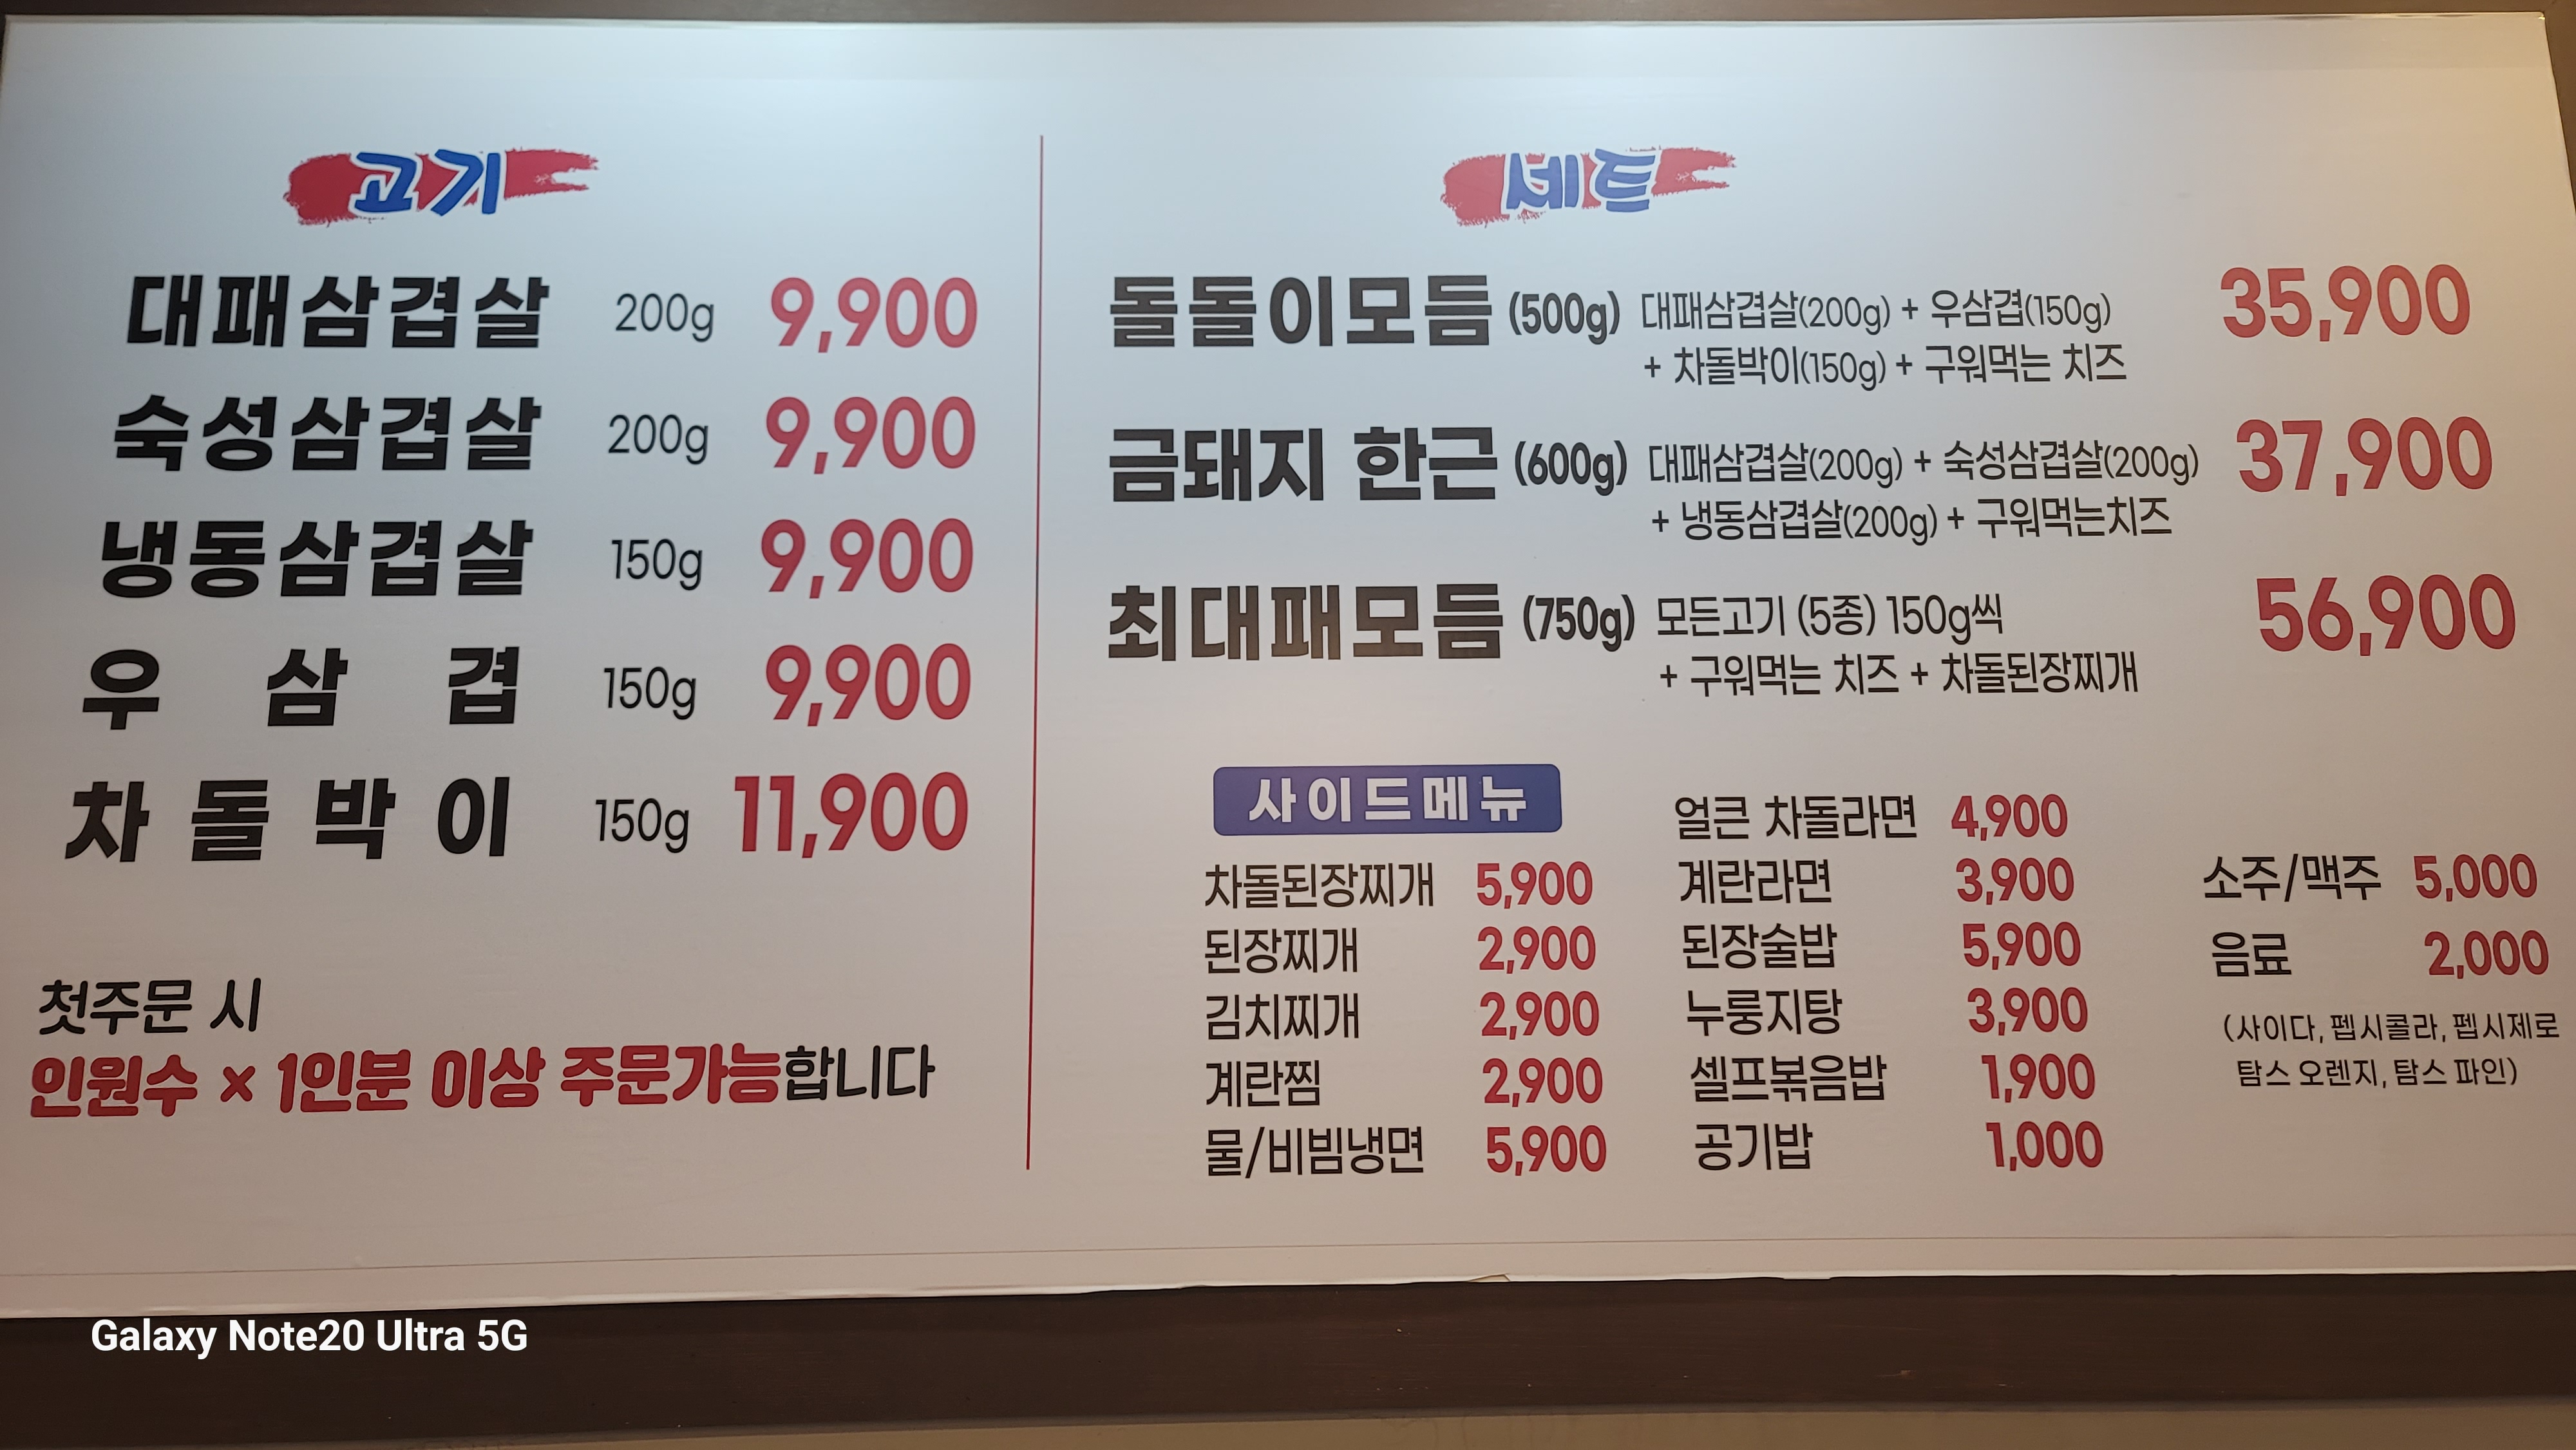 고기
대패삼겹살 200g 9,900
숙성삼겹살 200g 9,900
냉동삼겹살 150g 9,900
우삼겹 150g 9,900
차돌박이 150g 11,900
첫주문 시
인원수 × 1인분 이상 주문가능합니다
세트
돌돌이모듬 (500g) 대패삼겹살(200g) + 우삼겹(150g) 35,900
+ 차돌박이(150g) + 구워먹는 치즈
금돼지 한근 (600g) 대패삼겹살(200g) + 숙성삼겹살(200g) 37,900
+ 냉동삼겹살(200g) + 구워먹는치즈
최대패모듬 (750g) 모든고기 (5종) 150g씩 56,900
+ 구워먹는 치즈 + 차돌된장찌개
사이드메뉴
차돌된장찌개 5,900
된장찌개 2,900
김치찌개 2,900
계란찜 2,900
물/비빔냉면 5,900
얼큰 차돌라면 4,900
계란라면 3,900
된장술밥 5,900
누룽지탕 3,900
셀프볶음밥 1,900
공기밥 1,000
소주/맥주 5,000
음료 2,000
(사이다, 펩시콜라, 펩시제로
탐스 오렌지, 탐스 파인)
Galaxy Note20 Ultra 5G